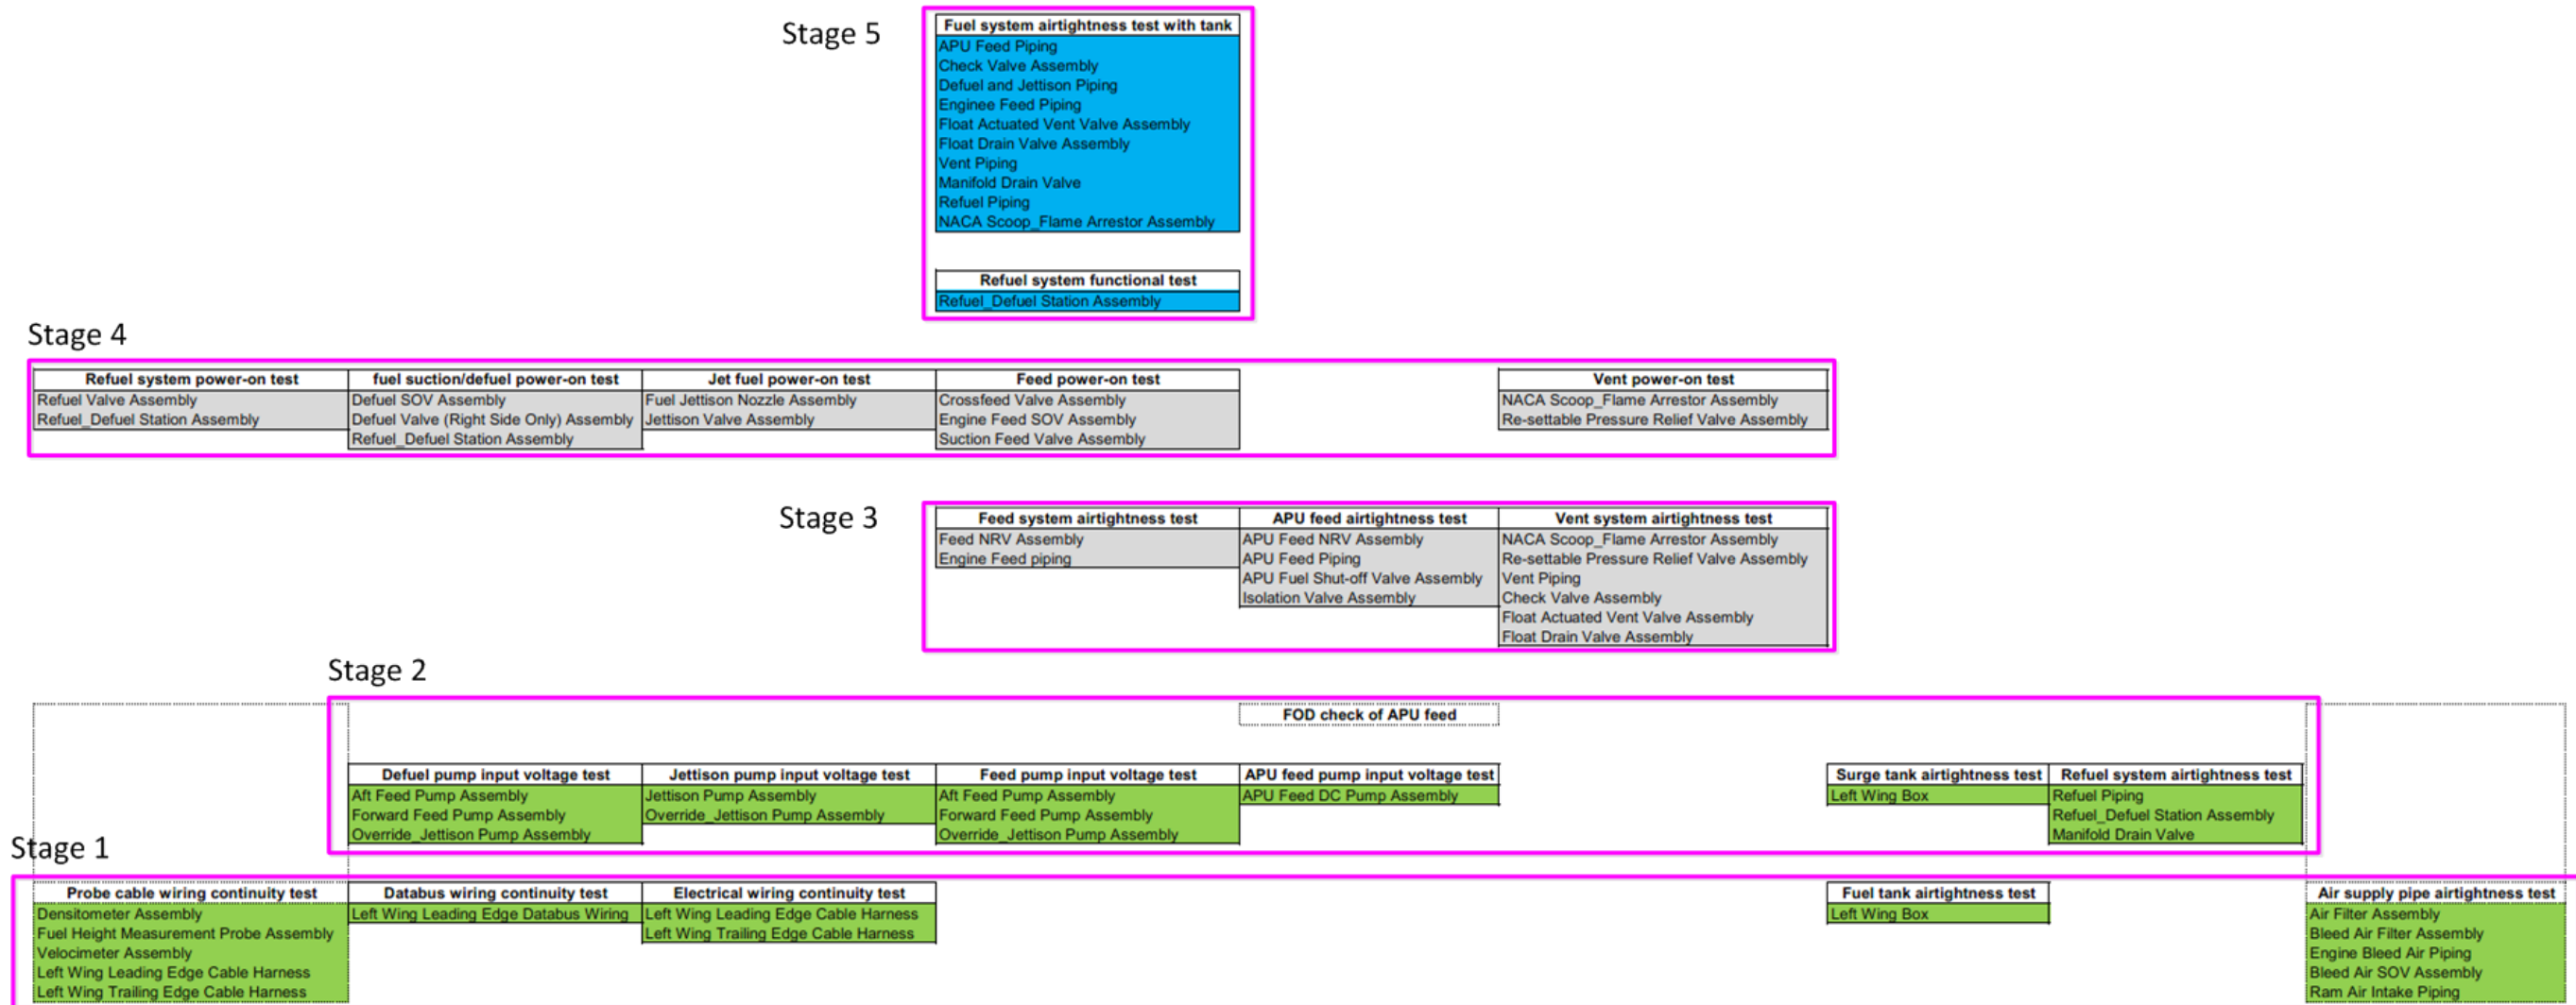 Stage 5
Fuel system airtightness test with tank
APU Feed Piping
Check Valve Assembly
Defuel and Jettison Piping
Enginee Feed Piping
Float Actuated Vent Valve Assembly
Float Drain Valve Assembly
Vent Piping
Manifold Drain Valve
Refuel Piping
NACA Scoop_Flame Arrestor Assembly
Refuel system functional test
Refuel_Defuel Station Assembly
Stage 4
Refuel system power-on test
Refuel Valve Assembly
Refuel_Defuel Station Assembly
fuel suction/defuel power-on test
Defuel SOV Assembly
Defuel Valve (Right Side Only) Assembly
Refuel_Defuel Station Assembly
Jet fuel power-on test
Fuel Jettison Nozzle Assembly
Jettison Valve Assembly
Feed power-on test
Crossfeed Valve Assembly
Engine Feed SOV Assembly
Suction Feed Valve Assembly
Vent power-on test
NACA Scoop_Flame Arrestor Assembly
Re-settable Pressure Relief Valve Assembly
Stage 3
Feed system airtightness test
Feed NRV Assembly
Engine Feed piping
APU feed airtightness test
APU Feed NRV Assembly
APU Feed Piping
APU Fuel Shut-off Valve Assembly
Isolation Valve Assembly
Vent system airtightness test
NACA Scoop_Flame Arrestor Assembly
Re-settable Pressure Relief Valve Assembly
Vent Piping
Check Valve Assembly
Float Actuated Vent Valve Assembly
Float Drain Valve Assembly
Stage 2
FOD check of APU feed
Defuel pump input voltage test
Aft Feed Pump Assembly
Forward Feed Pump Assembly
Override_Jettison Pump Assembly
Jettison pump input voltage test
Jettison Pump Assembly
Override_Jettison Pump Assembly
Feed pump input voltage test
Aft Feed Pump Assembly
Forward Feed Pump Assembly
Override_Jettison Pump Assembly
APU feed pump input voltage test
APU Feed DC Pump Assembly
Surge tank airtightness test
Left Wing Box
Refuel system airtightness test
Refuel Piping
Refuel_Defuel Station Assembly
Manifold Drain Valve
Stage 1
Probe cable wiring continuity test
Densitometer Assembly
Fuel Height Measurement Probe Assembly
Velocimeter Assembly
Left Wing Leading Edge Cable Harness
Left Wing Trailing Edge Cable Harness
Databus wiring continuity test
Left Wing Leading Edge Databus Wiring
Electrical wiring continuity test
Left Wing Leading Edge Cable Harness
Left Wing Trailing Edge Cable Harness
Fuel tank airtightness test
Left Wing Box
Air supply pipe airtightness test
Air Filter Assembly
Bleed Air Filter Assembly
Engine Bleed Air Piping
Bleed Air SOV Assembly
Ram Air Intake Piping